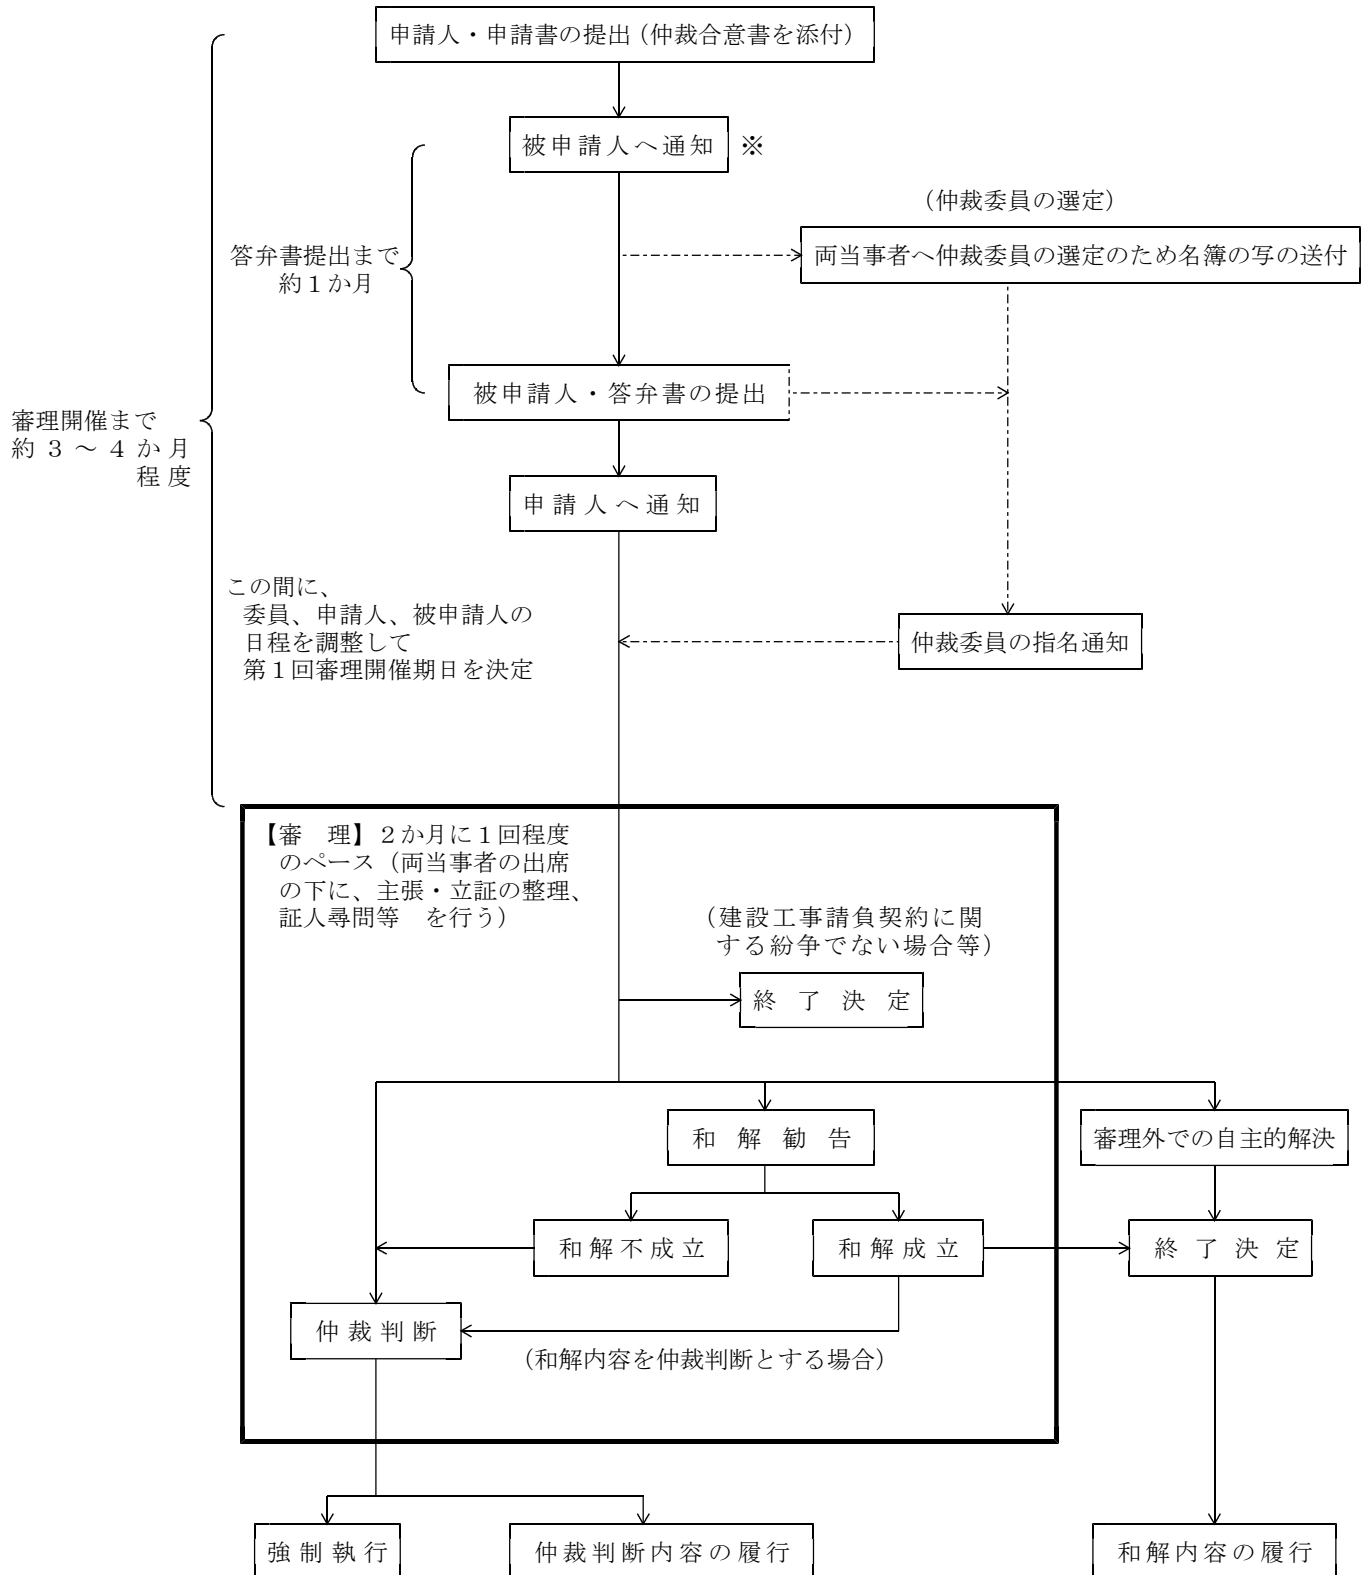 申請人・申請書の提出（仲裁合意書を添付）
被申請人へ通知 ※
（仲裁委員の選定）
両当事者へ仲裁委員の選定のため名簿の写の送付
答弁書提出まで
約１か月
被申請人・答弁書の提出
審理開催まで
約３～４か月
程度
申請人へ通知
この間に、
委員、申請人、被申請人の
日程を調整して
第１回審理開催期日を決定
仲裁委員の指名通知
【審　理】２か月に１回程度
のペース（両当事者の出席
の下に、主張・立証の整理、
証人尋問等　を行う）
（建設工事請負契約に関
する紛争でない場合等）
終了決定
和解勧告
審理外での自主的解決
和解不成立
和解成立
終了決定
仲裁判断
（和解内容を仲裁判断とする場合）
強制執行
仲裁判断内容の履行
和解内容の履行